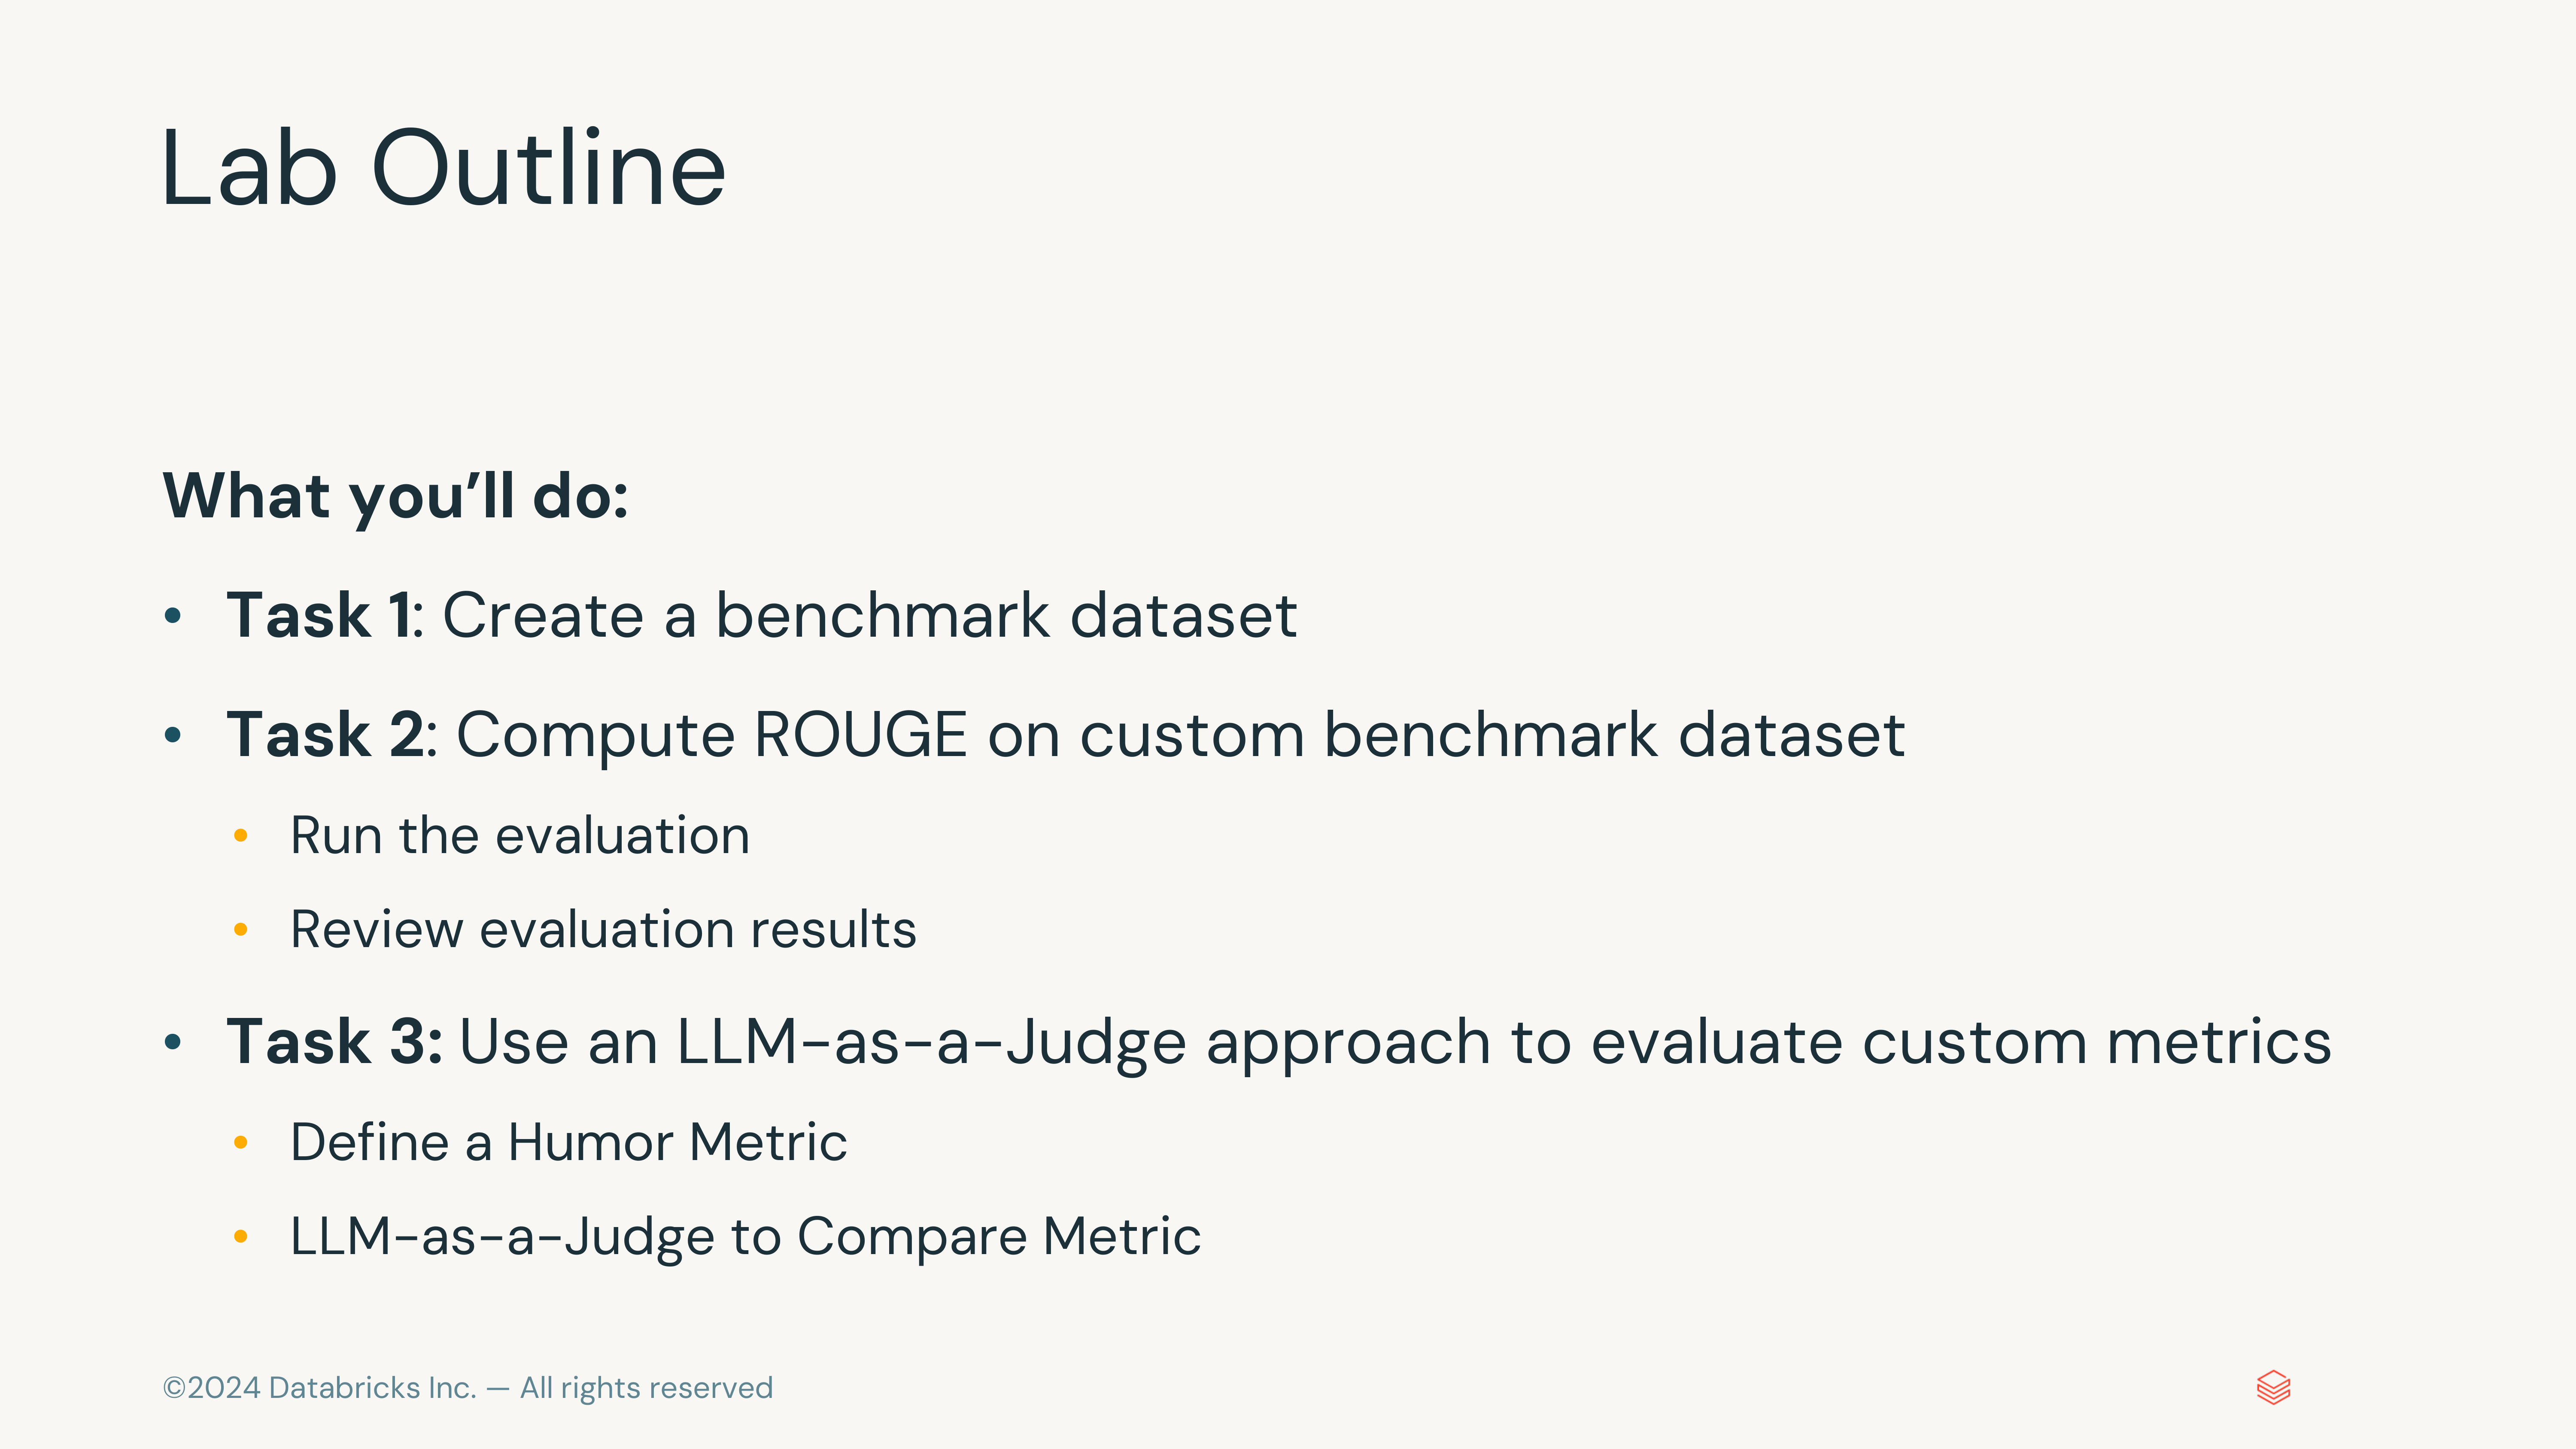 Lab Outline
What you’ll do:
• Task 1: Create a benchmark dataset
• Task 2: Compute ROUGE on custom benchmark dataset
• Run the evaluation
• Review evaluation results
• Task 3: Use an LLM-as-a-Judge approach to evaluate custom metrics
• Define a Humor Metric
• LLM-as-a-Judge to Compare Metric
©2024 Databricks Inc. — All rights reserved